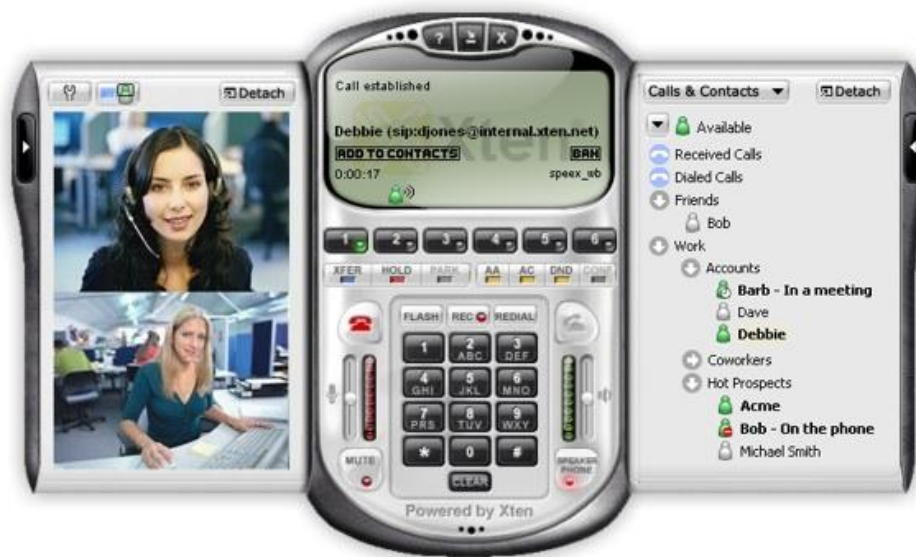 ? X
Detach
Call established
Debbie (sip:djones@internal.xten.net)
ADD TO CONTACTS BAN
0:00:17 speex_wb
Xten
1 2 3 4 5 6
XFER HOLD PARK AA AC DND CONF
FLASH REC REDIAL
1 2 ABC 3 DEF
4 GHI 5 JKL 6 MNO
7 PRS 8 TUV 9 WXY
* 0 #
MUTE
SPEAKER PHONE
CLEAR
Powered by Xten
Calls & Contacts Detach
Available
Received Calls
Dialed Calls
Friends
Bob
Work
Accounts
Barb - In a meeting
Dave
Debbie
Coworkers
Hot Prospects
Acme
Bob - On the phone
Michael Smith